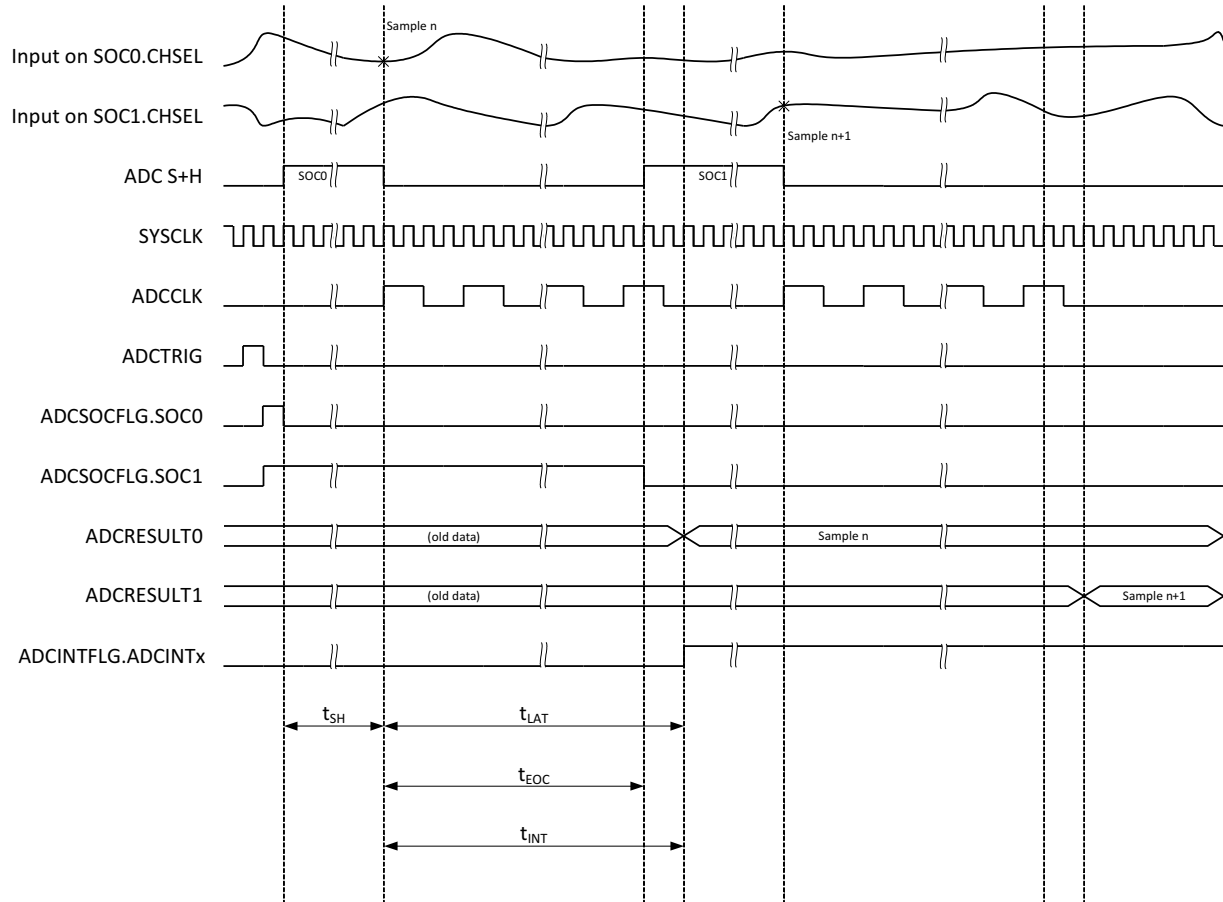 Sample n
Input on SOC0.CHSEL
Input on SOC1.CHSEL
Sample n+1
ADC S+H
SOC0
SOC1
SYSCLK
ADCCLK
ADCTRIG
ADCSOCFLG.SOC0
ADCSOCFLG.SOC1
ADCRESULT0
(old data)
Sample n
ADCRESULT1
(old data)
Sample n+1
ADCINTFLG.ADCINTx
tSH
tLAT
tEOC
tINT